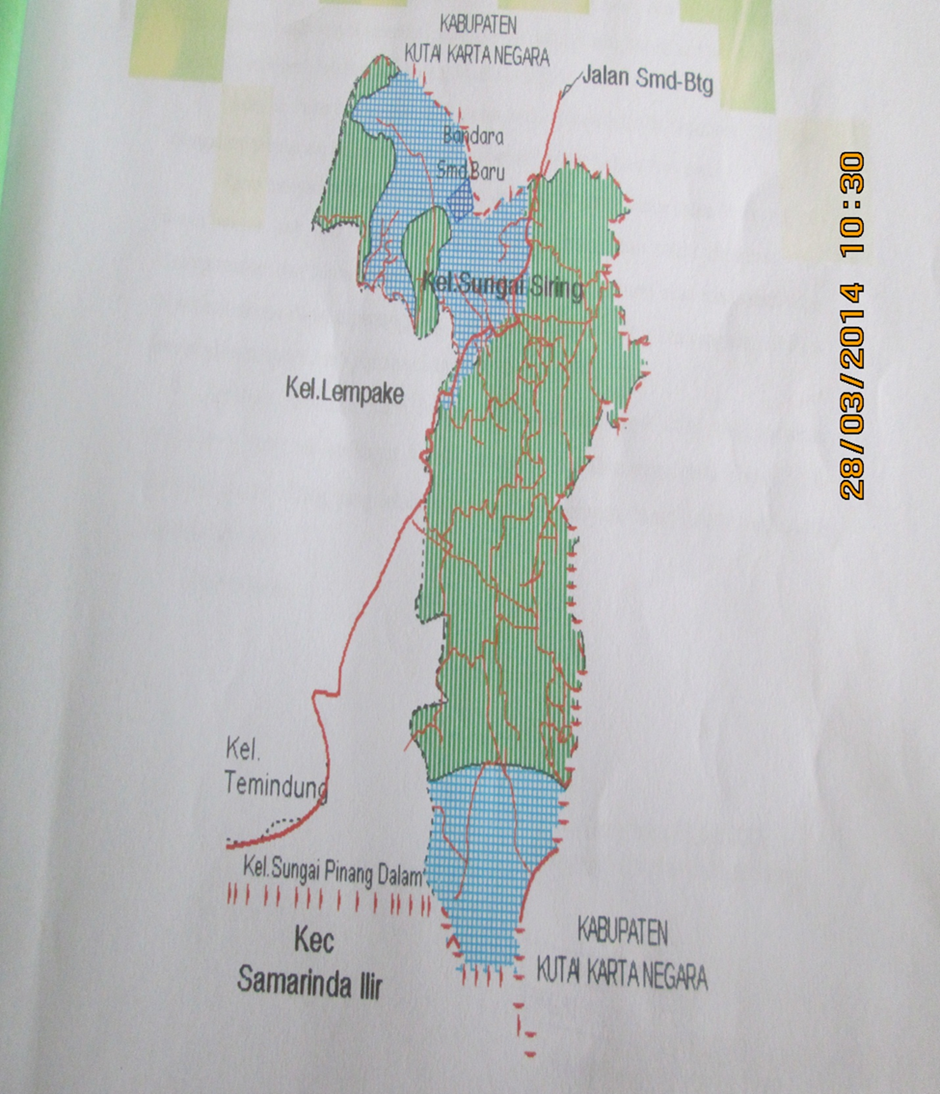 KABUPATEN
KUTAI KARTA NEGARA
Jalan Smd-Btg
Bandara
Smd.Baru
Kel.Sungai Siring
Kel.Lempake
Kel.
Temindung
Kel.Sungai Pinang Dalam
Kec
Samarinda Ilir
KABUPATEN
KUTAI KARTA NEGARA
28/03/2014 10:30